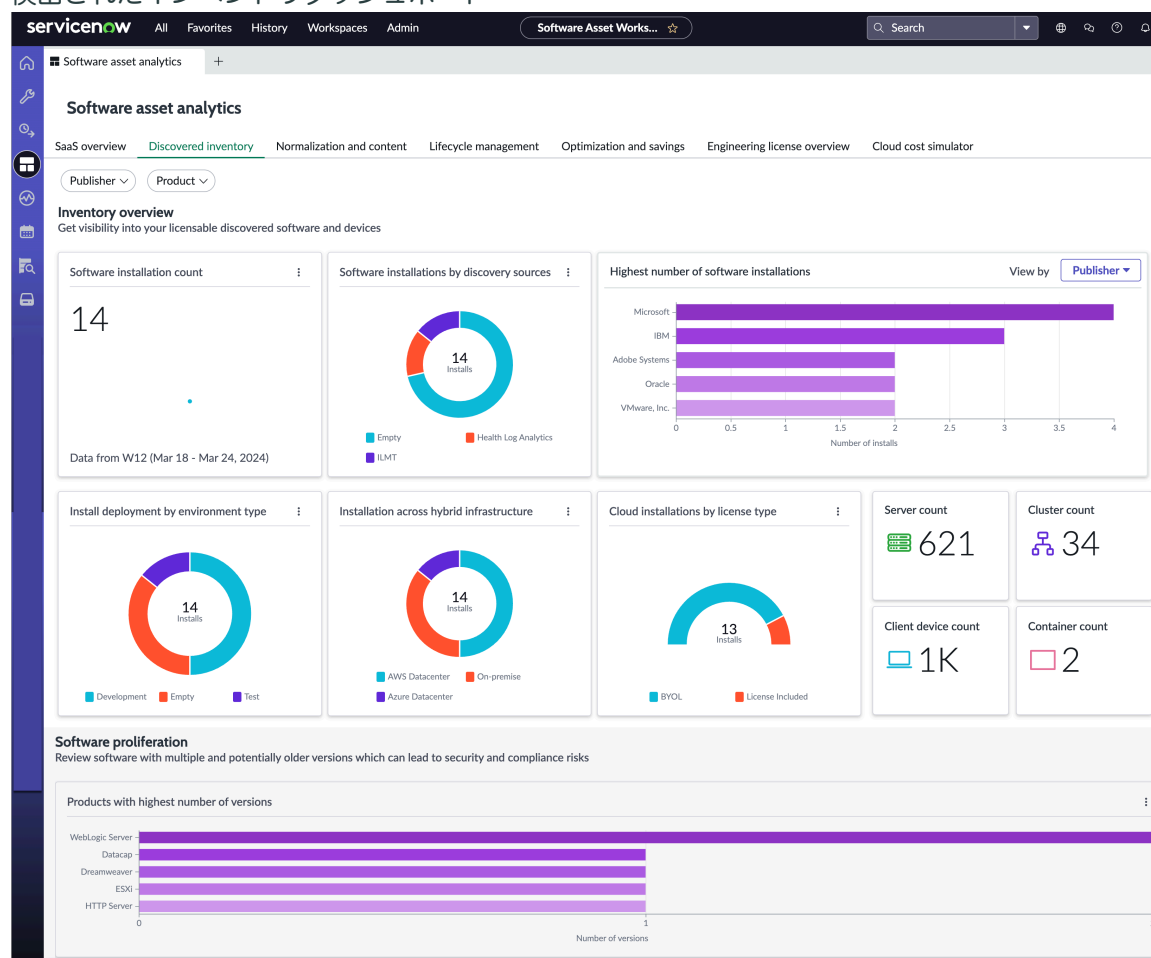 servicenow All Favorites History Workspaces Admin Software Asset Works... Search
Software asset analytics
Software asset analytics
SaaS overview Discovered inventory Normalization and content Lifecycle management Optimization and savings Engineering license overview Cloud cost simulator
Publisher Product
Inventory overview
Get visibility into your licensable discovered software and devices
Software installation count
14
Data from W12 (Mar 18 - Mar 24, 2024)
Software installations by discovery sources
14
Installs
Empty Health Log Analytics
ILMT
Highest number of software installations View by Publisher
Microsoft
IBM
Adobe Systems
Oracle
VMware, Inc.
0 0.5 1 1.5 2 2.5 3 3.5 4
Number of installs
Install deployment by environment type
14
Installs
Development Empty Test
Installation across hybrid infrastructure
14
Installs
AWS Datacenter On-premise
Azure Datacenter
Cloud installations by license type
13
Installs
BYOL License Included
Server count
621
Cluster count
34
Client device count
1K
Container count
2
Software proliferation
Review software with multiple and potentially older versions which can lead to security and compliance risks
Products with highest number of versions
WebLogic Server
Datacap
Dreamweaver
ESXi
HTTP Server
0 1
Number of versions